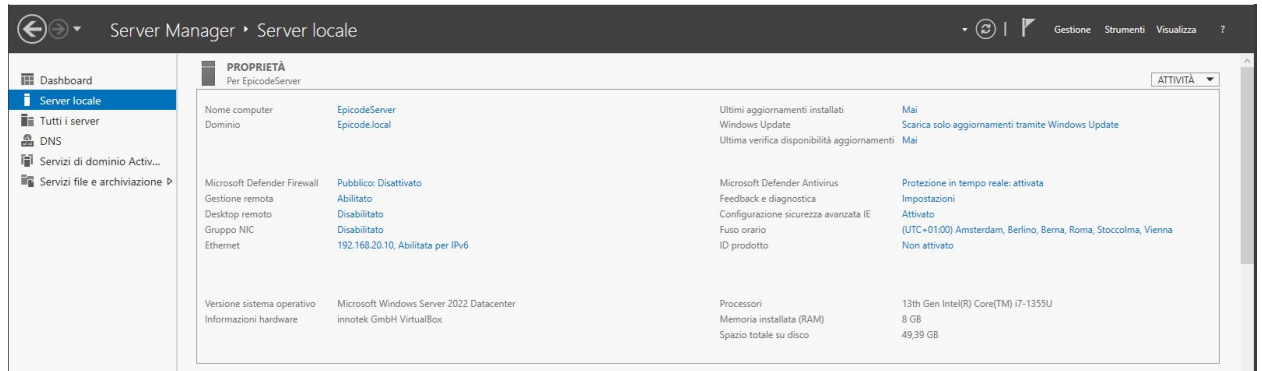 Server Manager ‣ Server locale
Gestione Strumenti Visualizza ?
Dashboard
Server locale
Tutti i server
DNS
Servizi di dominio Activ...
Servizi file e archiviazione
PROPRIETÀ
Per EpicodeServer
ATTIVITÀ
Nome computer EpicodeServer
Dominio Epicode.local
Ultimi aggiornamenti installati Mai
Windows Update Scarica solo aggiornamenti tramite Windows Update
Ultima verifica disponibilità aggiornamenti Mai
Microsoft Defender Firewall Pubblico: Disattivato
Gestione remota Abilitato
Desktop remoto Disabilitato
Gruppo NIC Disabilitato
Ethernet 192.168.20.10, Abilitata per IPv6
Microsoft Defender Antivirus Protezione in tempo reale: attivata
Feedback e diagnostica Impostazioni
Configurazione sicurezza avanzata IE Attivato
Fuso orario (UTC+01:00) Amsterdam, Berlino, Berna, Roma, Stoccolma, Vienna
ID prodotto Non attivato
Versione sistema operativo Microsoft Windows Server 2022 Datacenter
Informazioni hardware innotek GmbH VirtualBox
Processori 13th Gen Intel(R) Core(TM) i7-1355U
Memoria installata (RAM) 8 GB
Spazio totale su disco 49,39 GB